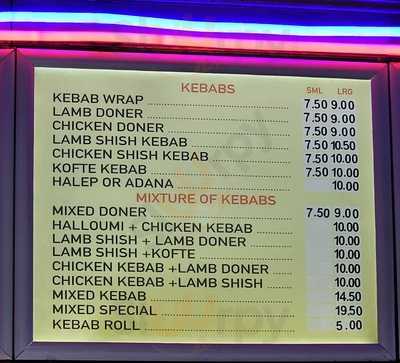 KEBABS SML LRG
KEBAB WRAP 7.50 9.00
LAMB DONER 7.50 9.00
CHICKEN DONER 7.50 9.00
LAMB SHISH KEBAB 7.50 10.50
CHICKEN SHISH KEBAB 7.50 10.00
KOFTE KEBAB 7.50 10.00
HALEP OR ADANA 10.00
MIXTURE OF KEBABS
MIXED DONER 7.50 9.00
HALLOUMI + CHICKEN KEBAB 10.00
LAMB SHISH + LAMB DONER 10.00
LAMB SHISH +KOFTE 10.00
CHICKEN KEBAB +LAMB DONER 10.00
CHICKEN KEBAB +LAMB SHISH 10.00
MIXED KEBAB 14.50
MIXED SPECIAL 19.50
KEBAB ROLL 5.00